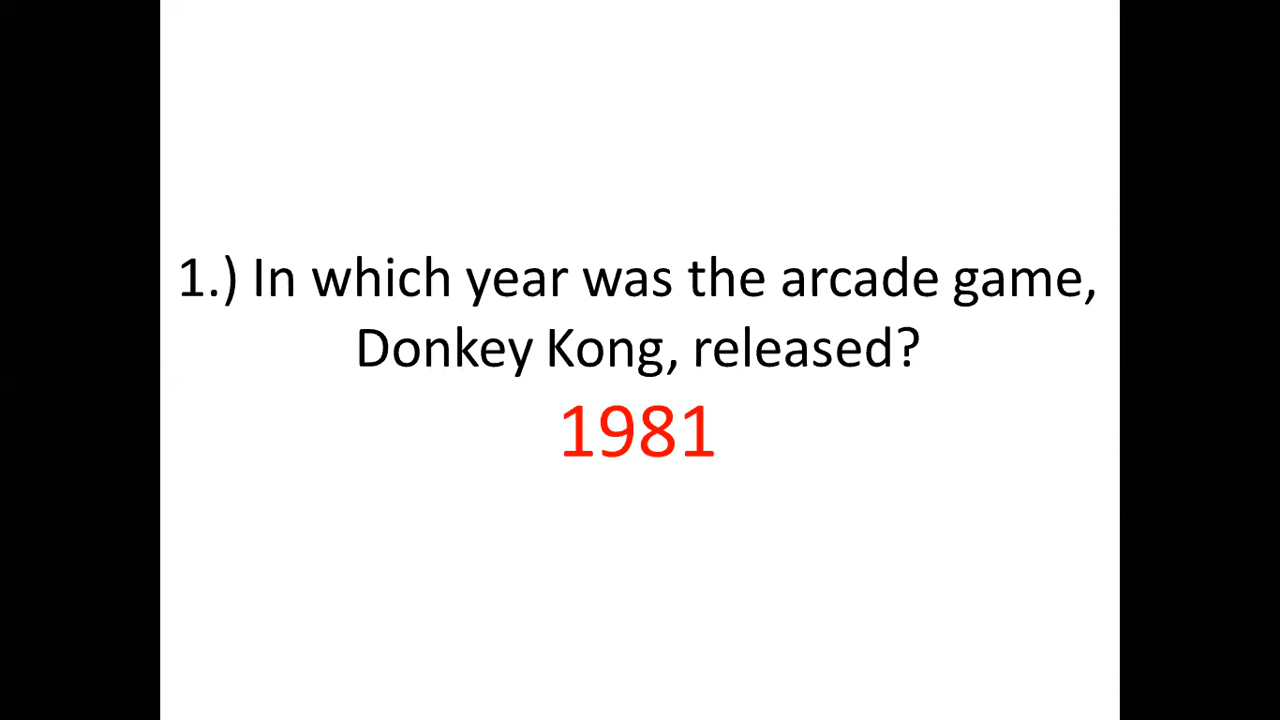 1.) In which year was the arcade game,
Donkey Kong, released?
1981